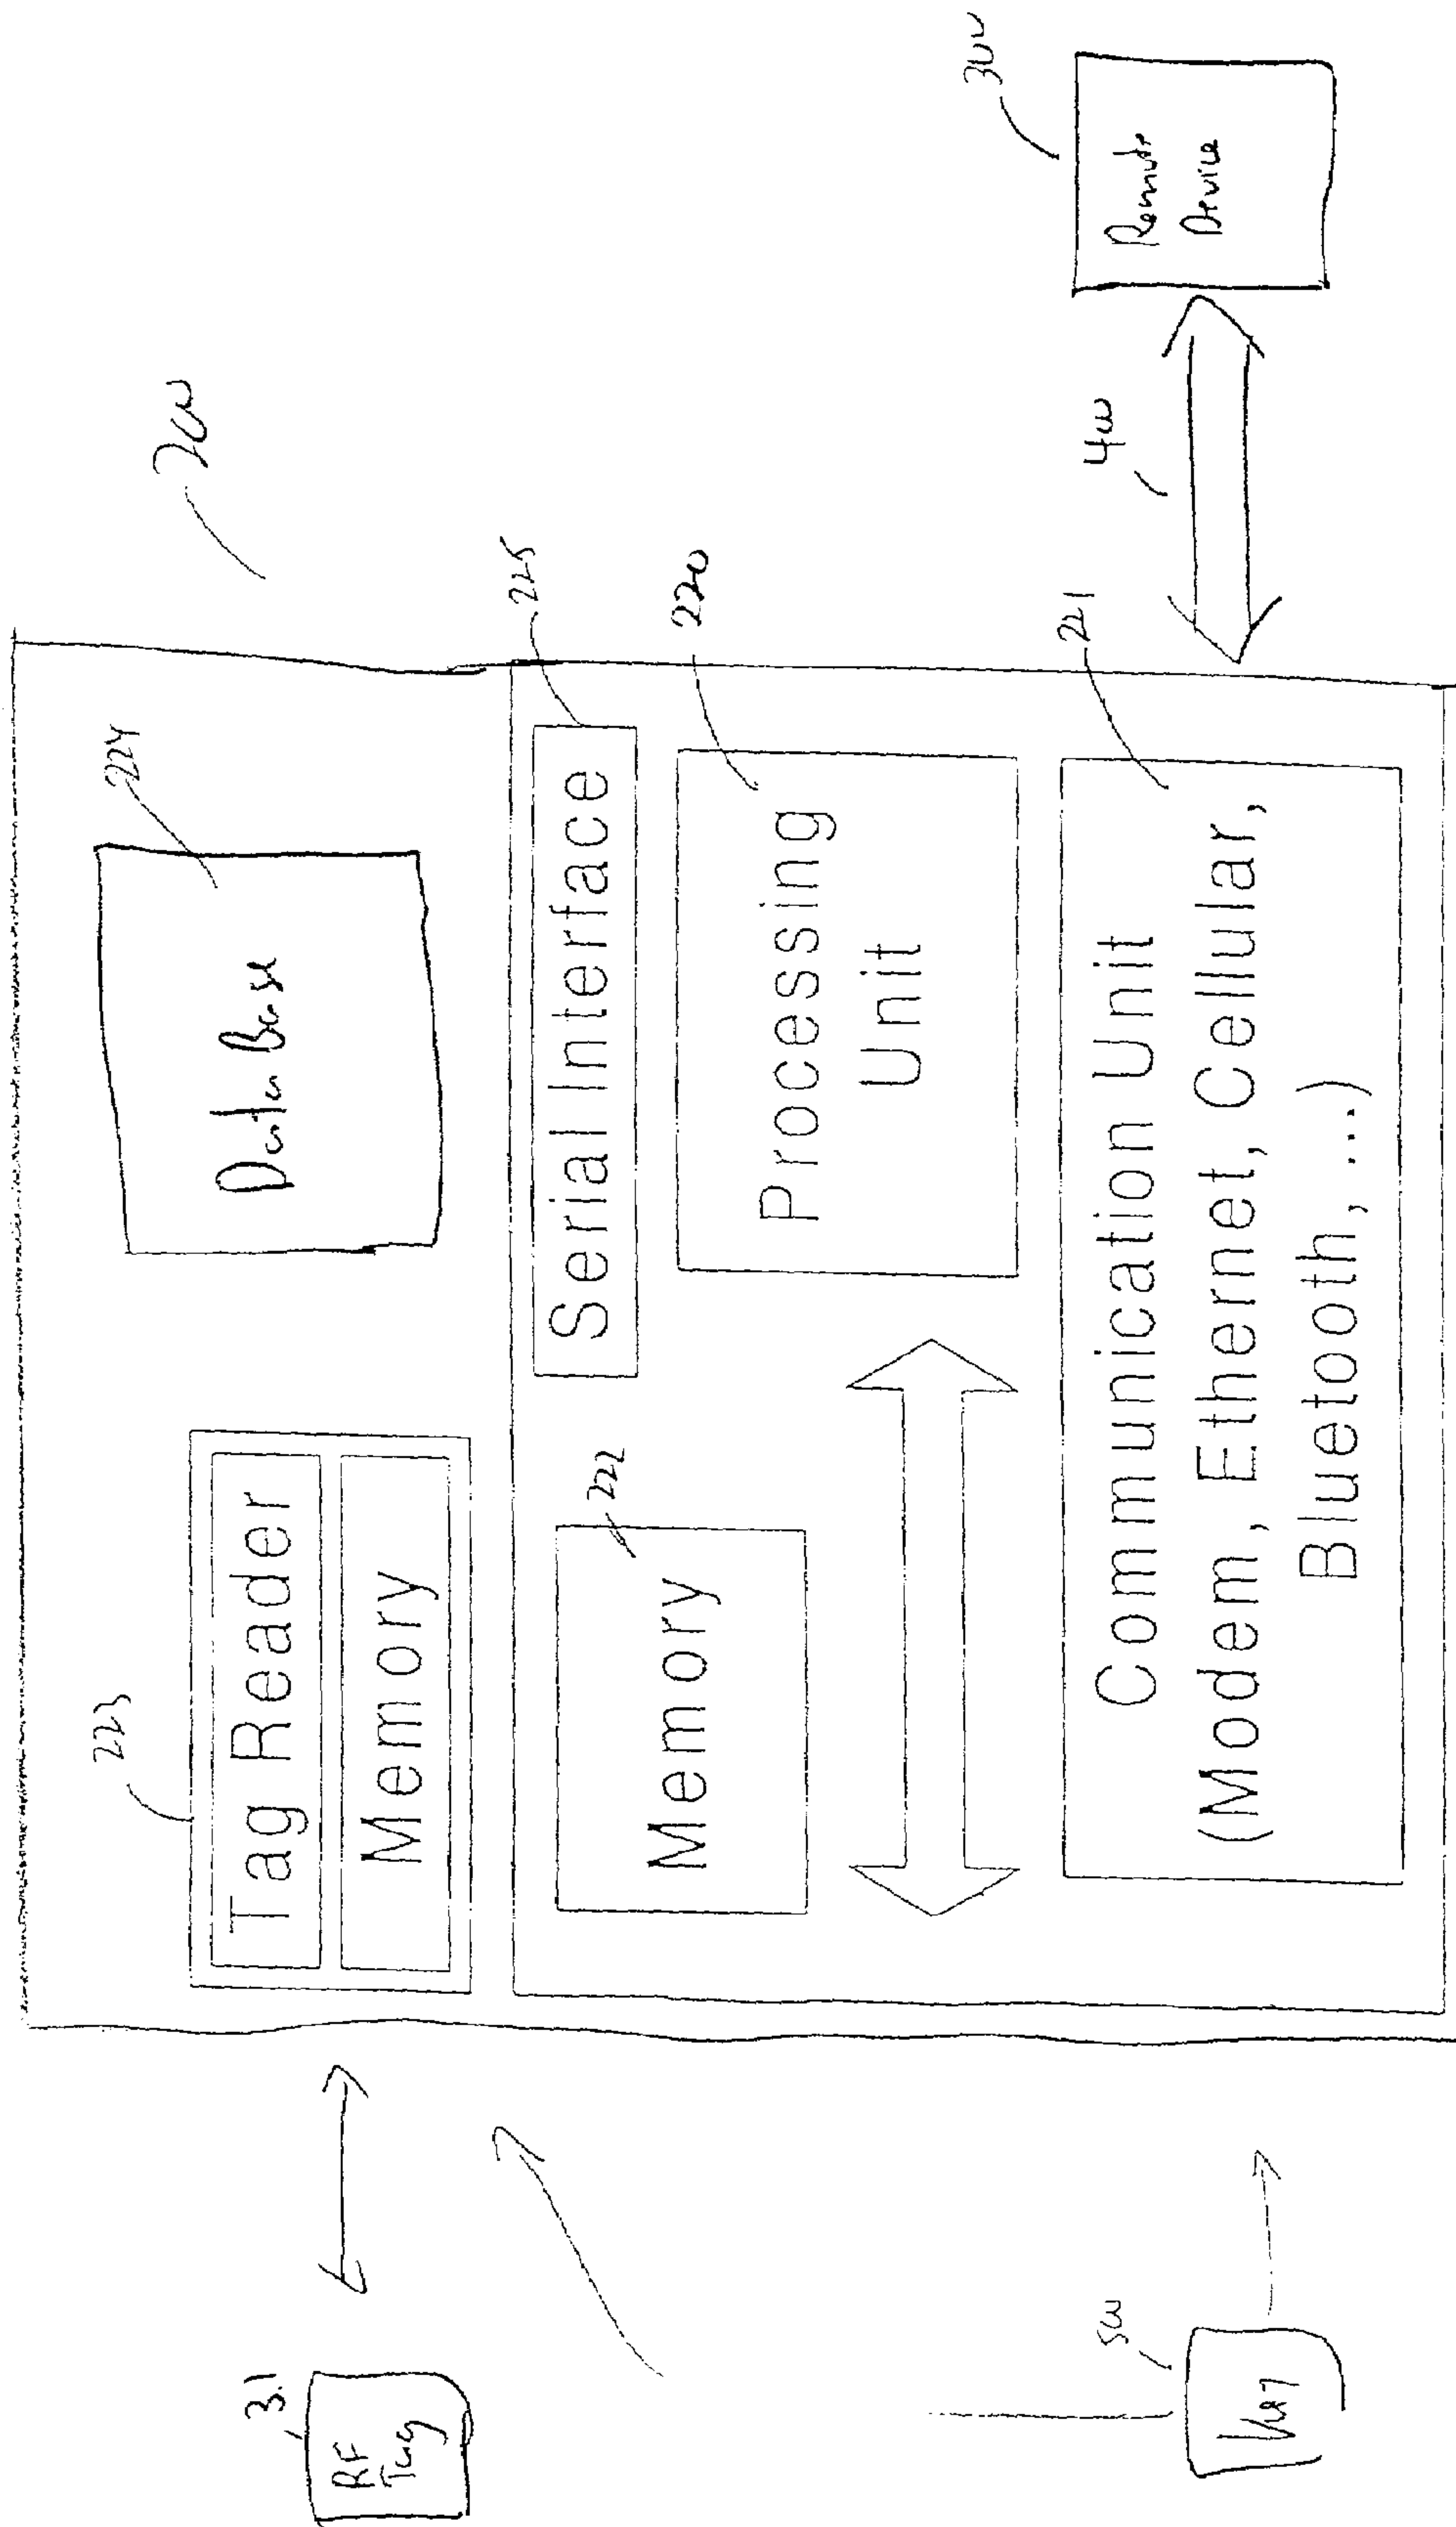 223
Tag Reader
Memory
224
Data Base
200
31
RF
Tag
225
Serial Interface
222
Memory
220
Processing
Unit
221
Communication Unit
(Modem, Ethernet, Cellular,
Bluetooth, ...)
400
300
Remote
Device
500